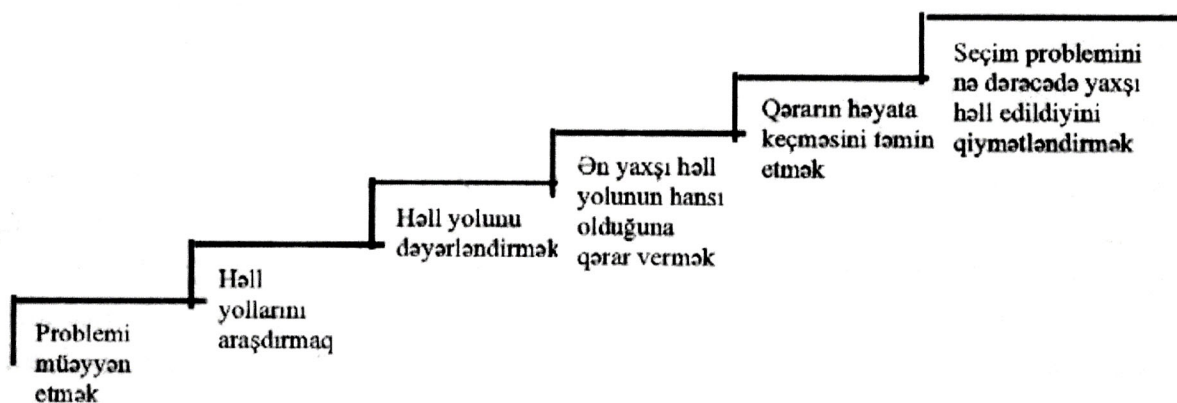 Problemi
müəyyən
etmək
Həll
yollarını
araşdırmaq
Həll yolunu
dəyərləndirmək
Ən yaxşı həll
yolunun hansı
olduğuna
qərar vermək
Qərarın həyata
keçməsini təmin
etmək
Seçim problemini
nə dərəcədə yaxşı
həll edildiyini
qiymətləndirmək